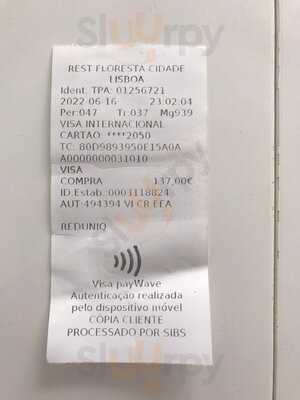 Sluurpy
REST FLORESTA CIDADE
LISBOA
Ident. TPA: 01256721
2022-06-16 23:02:04
Per:047 Tr:037 Mg939
VISA INTERNACIONAL
CARTAO: ****2050
TC: 80D9893950E15A0A
A0000000031010
VISA
COMPRA 137,00€
ID.Estab:0003118824
AUT:494394 VI CR EEA
REDUNIQ
Visa payWave
Autenticação realizada
pelo dispositivo móvel
CÓPIA CLIENTE
PROCESSADO POR SIBS
Sluurpy